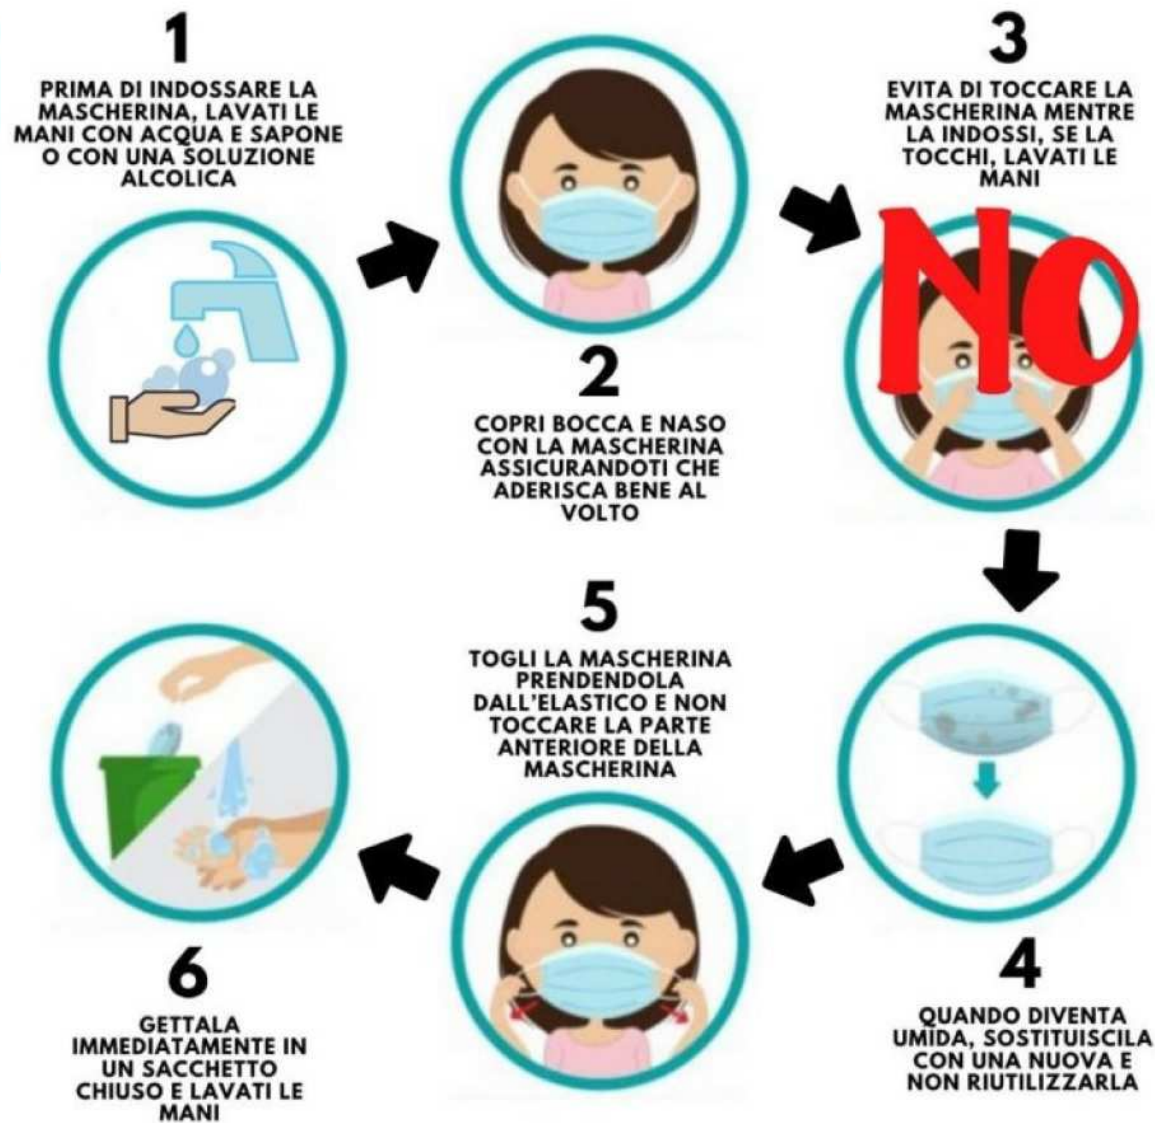 1
PRIMA DI INDOSSARE LA
MASCHERINA, LAVATI LE
MANI CON ACQUA E SAPONE
O CON UNA SOLUZIONE
ALCOLICA
2
COPRI BOCCA E NASO
CON LA MASCHERINA
ASSICURANDOTI CHE
ADERISCA BENE AL
VOLTO
3
EVITA DI TOCCARE LA
MASCHERINA MENTRE
LA INDOSSI, SE LA
TOCCHI, LAVATI LE
MANI
NO
4
QUANDO DIVENTA
UMIDA, SOSTITUISCILA
CON UNA NUOVA E
NON RIUTILIZZARLA
5
TOGLI LA MASCHERINA
PRENDENDOLA
DALL'ELASTICO E NON
TOCCARE LA PARTE
ANTERIORE DELLA
MASCHERINA
6
GETTALA
IMMEDIATAMENTE IN
UN SACCHETTO
CHIUSO E LAVATI LE
MANI